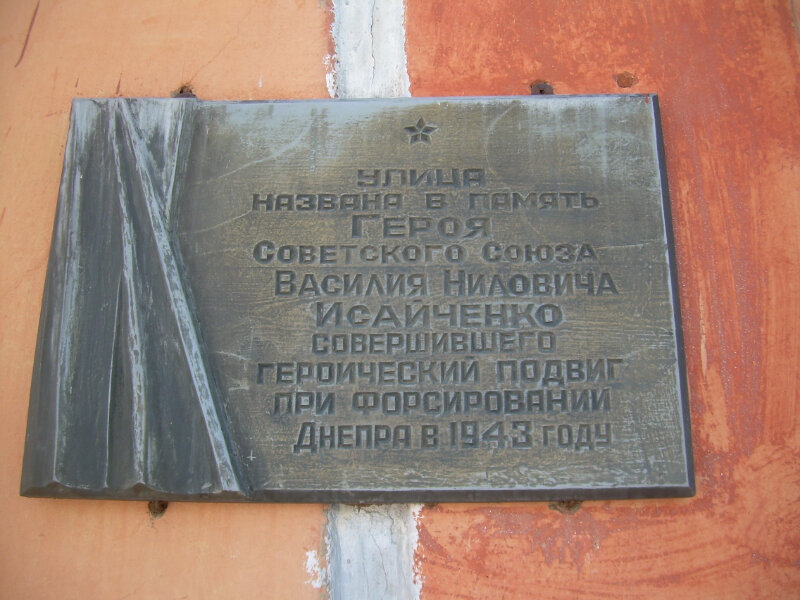 УЛИЦА
НАЗВАНА В ПАМЯТЬ
ГЕРОЯ
СОВЕТСКОГО СОЮЗА
ВАСИЛИЯ НИЛОВИЧА
ИСАЙЧЕНКО
СОВЕРШИВШЕГО
ГЕРОИЧЕСКИЙ ПОДВИГ
ПРИ ФОРСИРОВАНИИ
ДНЕПРА В 1943 ГОДУ